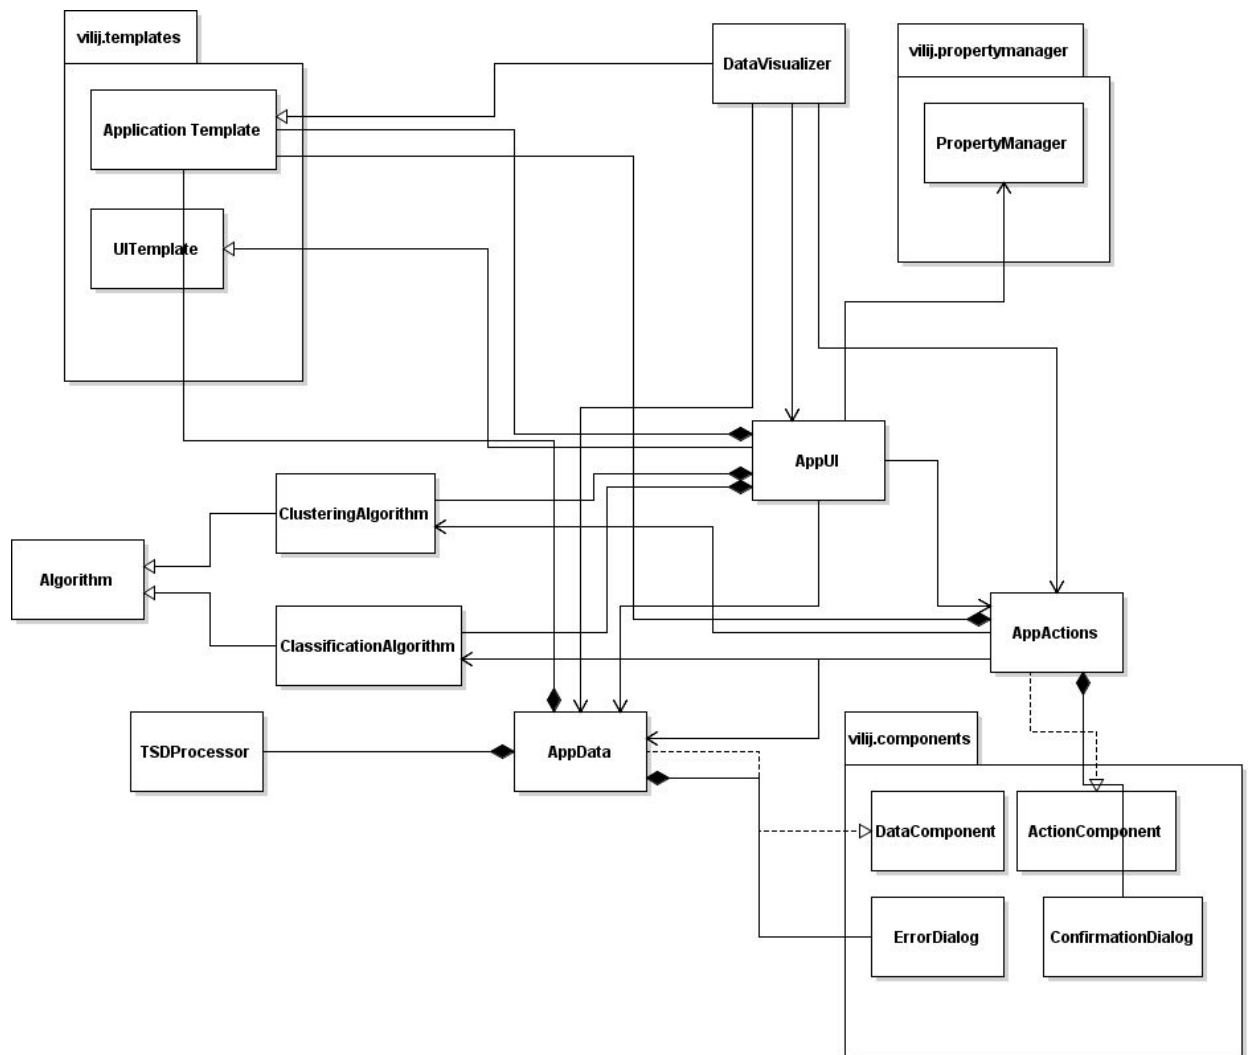 vilij.templates
DataVisualizer
vilij.propertymanager
Application Template
PropertyManager
UITemplate
AppUI
ClusteringAlgorithm
Algorithm
ClassificationAlgorithm
AppActions
TSDProcessor
AppData
vilij.components
DataComponent
ActionComponent
ErrorDialog
ConfirmationDialog